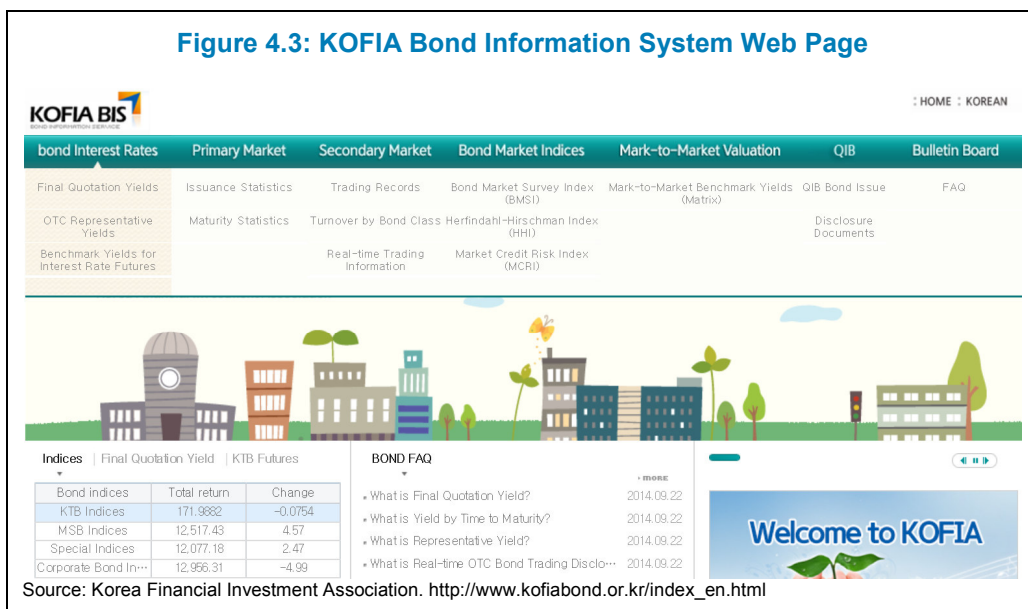 Figure 4.3: KOFIA Bond Information System Web Page
KOFIA BIS
BOND INFORMATION SERVICE
: HOME : KOREAN
bond Interest Rates Primary Market Secondary Market Bond Market Indices Mark-to-Market Valuation QIB Bulletin Board
Final Quotation Yields Issuance Statistics Trading Records Bond Market Survey Index Mark-to-Market Benchmark Yields QIB Bond Issue FAQ
(BMSI) (Matrix)
OTC Representative Maturity Statistics Turnover by Bond Class Herfindahl-Hirschman Index Disclosure
Yields (HHI) Documents
Benchmark Yields for Real-time Trading Market Credit Risk Index
Interest Rate Futures Information (MCRI)
Indices | Final Quotation Yield | KTB Futures
BOND FAQ
› MORE
Bond indices Total return Change
KTB Indices 171.9882 -0.0754
MSB Indices 12,517.43 4.57
Special Indices 12,077.18 2.47
Corporate Bond In··· 12,956.31 -4.99
What is Final Quotation Yield? 2014.09.22
What is Yield by Time to Maturity? 2014.09.22
What is Representative Yield? 2014.09.22
What is Real-time OTC Bond Trading Disclo··· 2014.09.22
Welcome to KOFIA
Source: Korea Financial Investment Association. http://www.kofiabond.or.kr/index_en.html